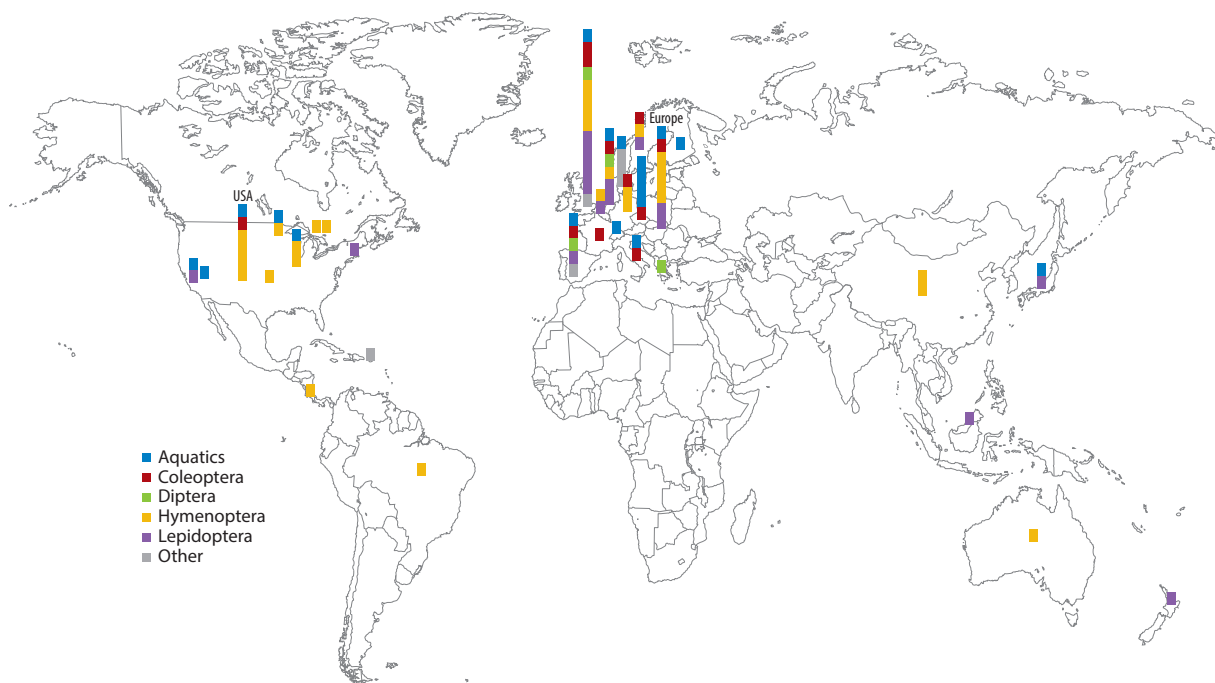 Europe
USA
Aquatics
Coleoptera
Diptera
Hymenoptera
Lepidoptera
Other